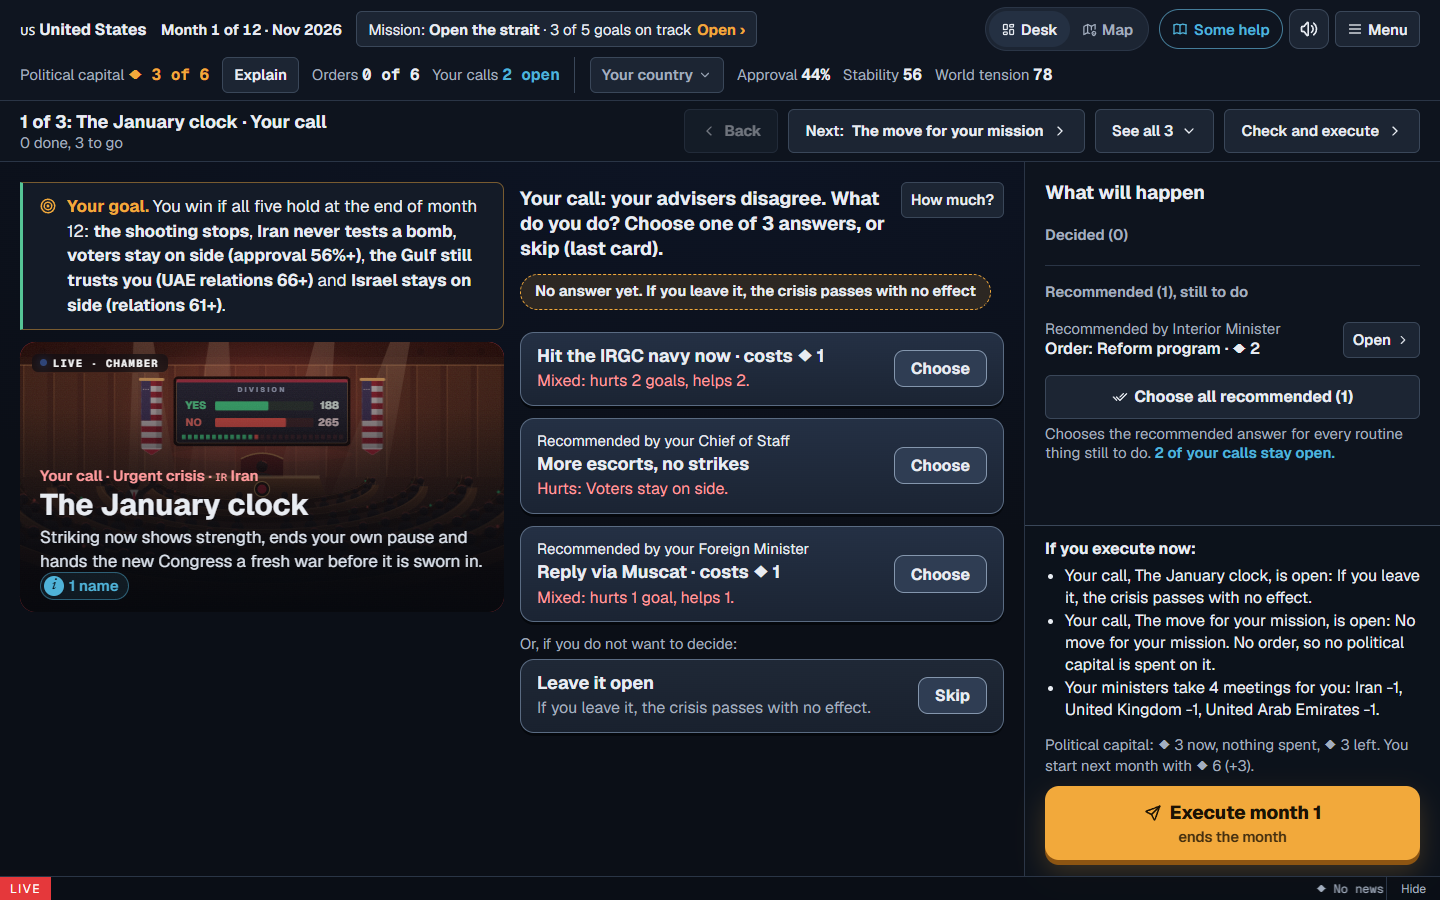 US United States Month 1 of 12 · Nov 2026 Mission: Open the strait · 3 of 5 goals on track Open › Desk Map Some help Menu
Political capital ◆ 3 of 6 Explain Orders 0 of 6 Your calls 2 open Your country Approval 44% Stability 56 World tension 78
1 of 3: The January clock · Your call
0 done, 3 to go
Back Next: The move for your mission See all 3 Check and execute
Your goal. You win if all five hold at the end of month
12: the shooting stops, Iran never tests a bomb,
voters stay on side (approval 56%+), the Gulf still
trusts you (UAE relations 66+) and Israel stays on
side (relations 61+).
LIVE · CHAMBER
DIVISION
YES 188
NO 265
Your call · Urgent crisis · IR Iran
The January clock
Striking now shows strength, ends your own pause and
hands the new Congress a fresh war before it is sworn in.
i 1 name
Your call: your advisers disagree. What
do you do? Choose one of 3 answers, or
skip (last card).
How much?
No answer yet. If you leave it, the crisis passes with no effect
Hit the IRGC navy now · costs ◆ 1
Mixed: hurts 2 goals, helps 2.
Choose
Recommended by your Chief of Staff
More escorts, no strikes
Hurts: Voters stay on side.
Choose
Recommended by your Foreign Minister
Reply via Muscat · costs ◆ 1
Mixed: hurts 1 goal, helps 1.
Choose
Or, if you do not want to decide:
Leave it open
If you leave it, the crisis passes with no effect.
Skip
What will happen
Decided (0)
Recommended (1), still to do
Recommended by Interior Minister
Order: Reform program · ◆ 2
Open
Choose all recommended (1)
Chooses the recommended answer for every routine
thing still to do. 2 of your calls stay open.
If you execute now:
• Your call, The January clock, is open: If you leave
it, the crisis passes with no effect.
• Your call, The move for your mission, is open: No
move for your mission. No order, so no political
capital is spent on it.
• Your ministers take 4 meetings for you: Iran -1,
United Kingdom -1, United Arab Emirates -1.
Political capital: ◆ 3 now, nothing spent, ◆ 3 left. You
start next month with ◆ 6 (+3).
Execute month 1
ends the month
LIVE ◆ No news Hide